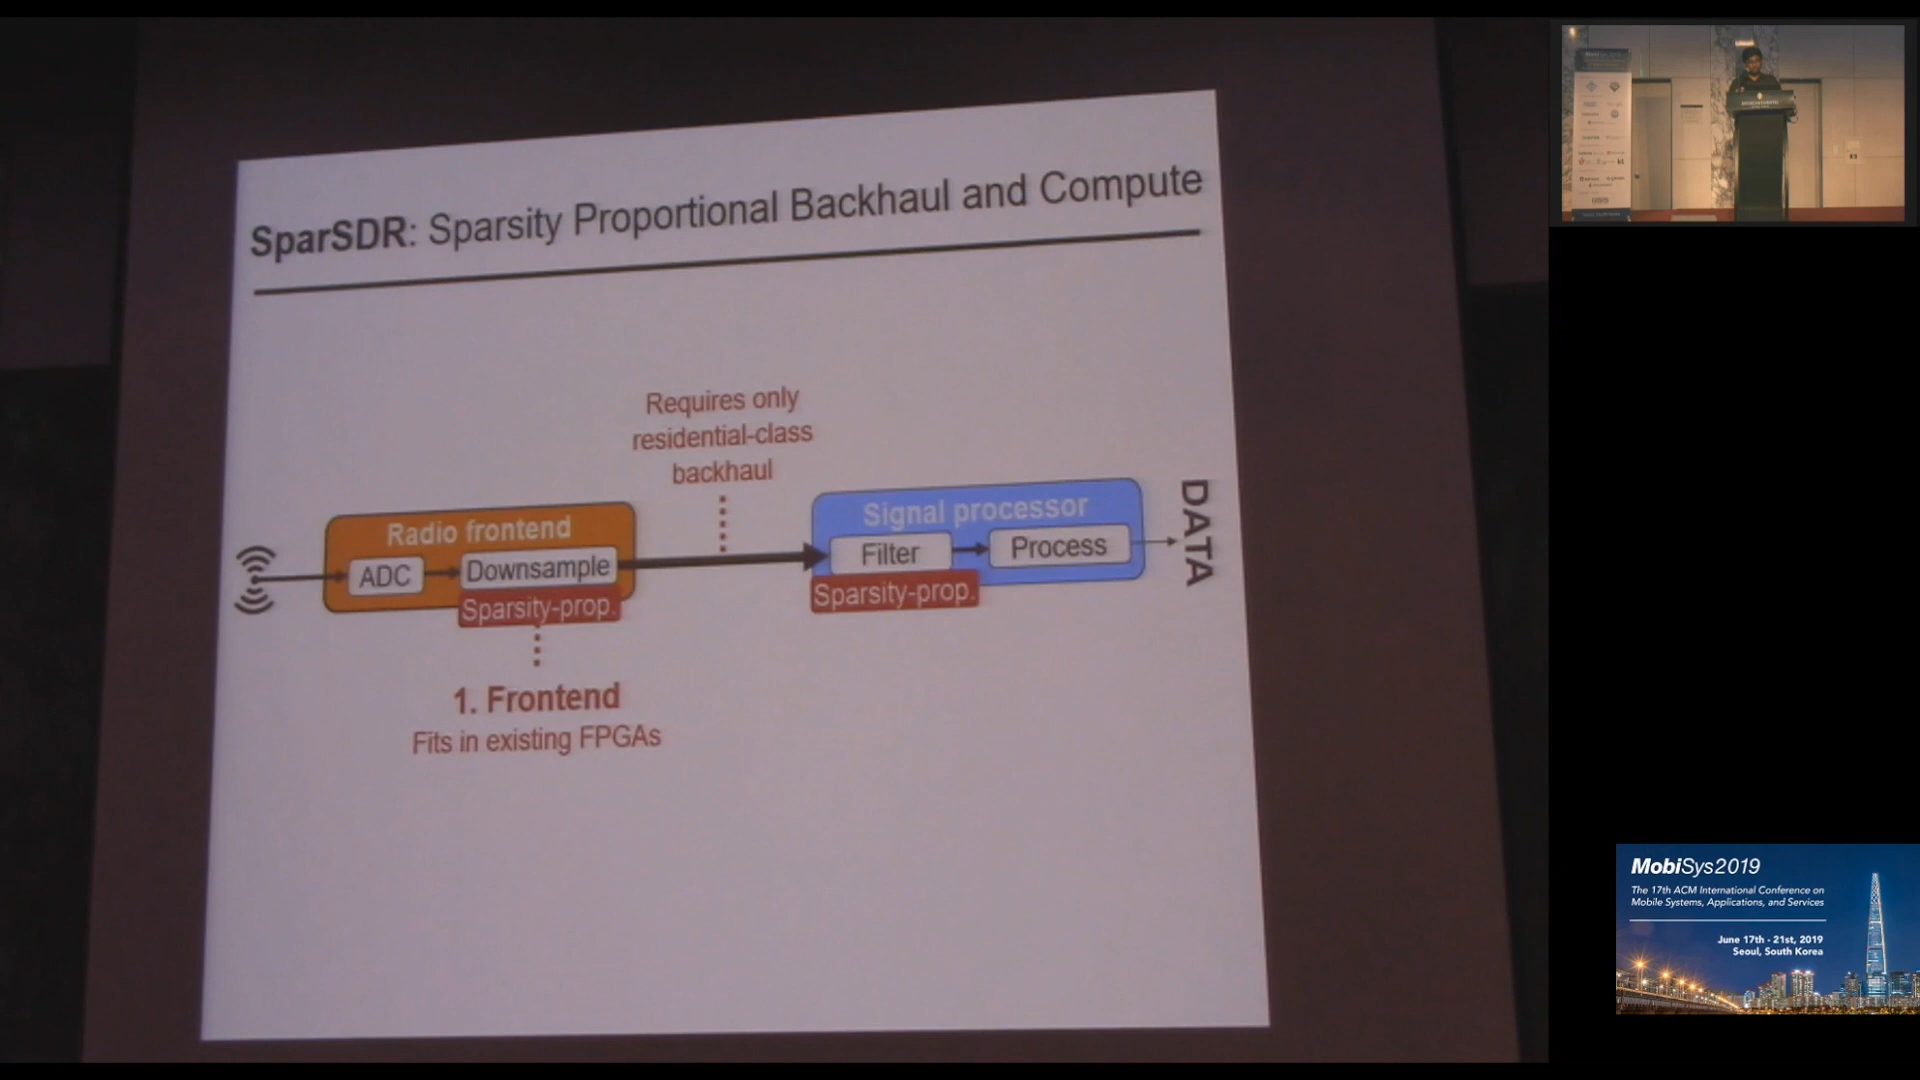 SparSDR: Sparsity Proportional Backhaul and Compute
Requires only
residential-class
backhaul
Radio frontend
ADC
Downsample
Sparsity-prop.
Signal processor
Filter
Process
Sparsity-prop.
DATA
1. Frontend
Fits in existing FPGAs
MobiSys2019
The 17th ACM International Conference on
Mobile Systems, Applications, and Services
June 17th - 21st, 2019
Seoul, South Korea